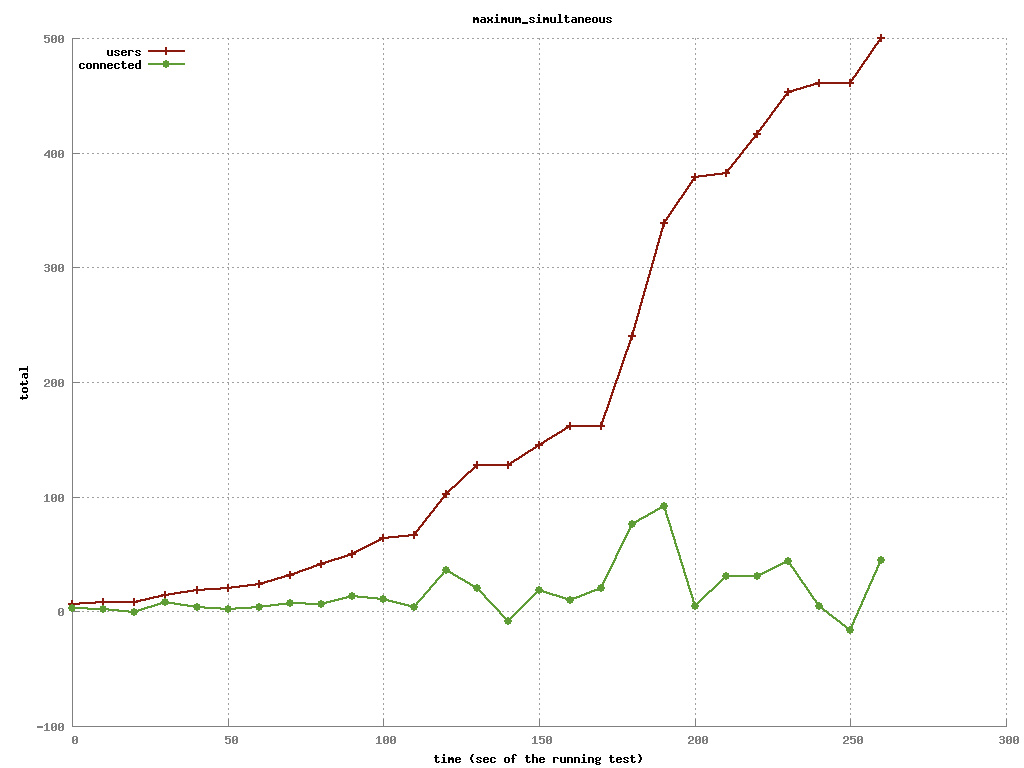 maximum_simultaneous
users
connected
500
400
300
200
100
0
-100
total
0 50 100 150 200 250 300
time (sec of the running test)